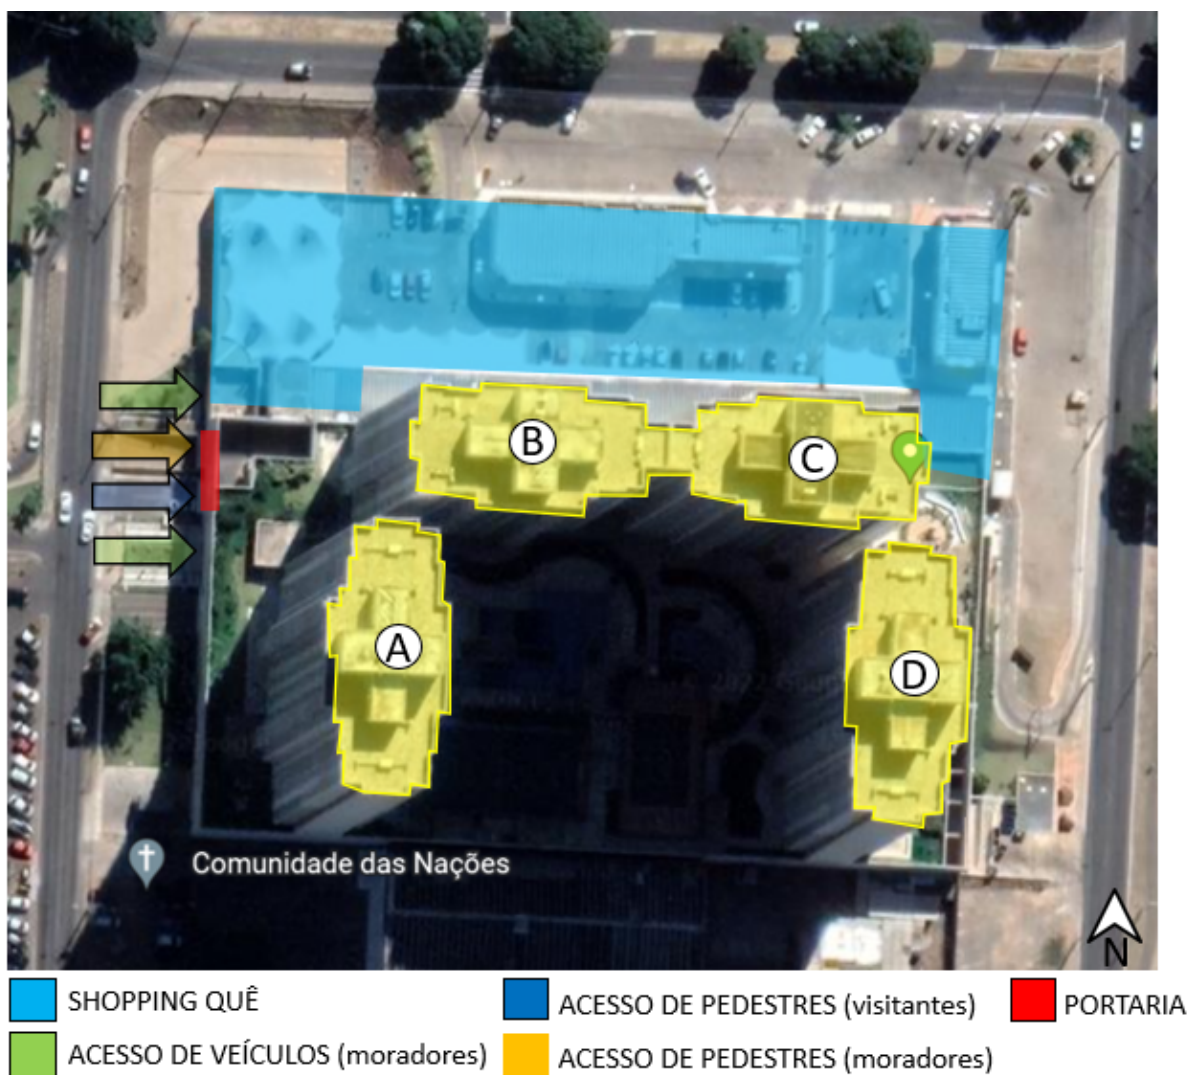 B
C
A
D
Comunidade das Nações
N
SHOPPING QUÊ
ACESSO DE PEDESTRES (visitantes)
PORTARIA
ACESSO DE VEÍCULOS (moradores)
ACESSO DE PEDESTRES (moradores)